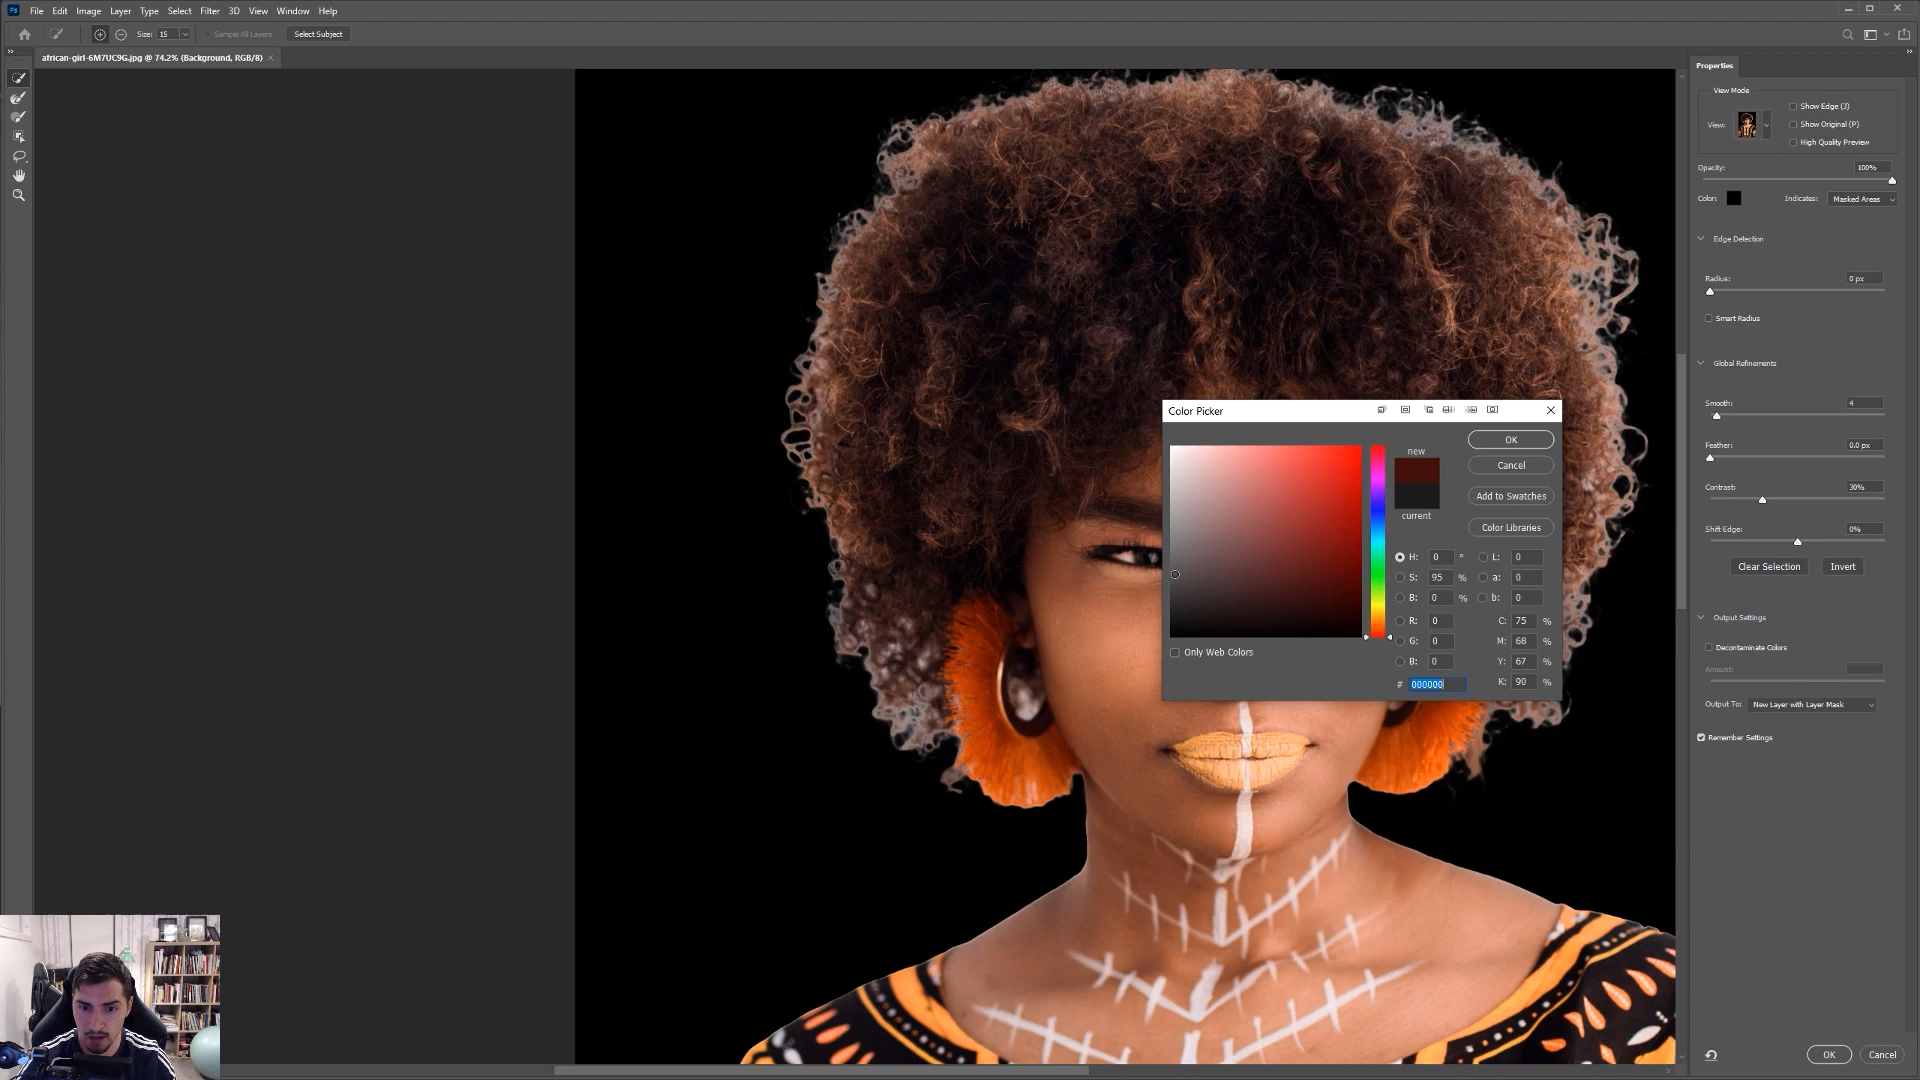 Ps File Edit Image Layer Type Select Filter 3D View Window Help
Size: 15 Sample All Layers Select Subject
african-girl-6M7UC9G.jpg @ 74.2% (Background, RGB/8) ×
Properties
View Mode
View:
Show Edge (J)
Show Original (P)
High Quality Preview
Opacity: 100%
Color: Indicates: Masked Areas
Edge Detection
Radius: 0 px
Smart Radius
Global Refinements
Smooth: 4
Feather: 0.0 px
Contrast: 30%
Shift Edge: 0%
Clear Selection Invert
Output Settings
Decontaminate Colors
Amount:
Output To: New Layer with Layer Mask
Remember Settings
OK Cancel
Color Picker
new
current
OK
Cancel
Add to Swatches
Color Libraries
H: 0 ° L: 0
S: 95 % a: 0
B: 0 % b: 0
R: 0 C: 75 %
G: 0 M: 68 %
B: 0 Y: 67 %
# 000000 K: 90 %
Only Web Colors